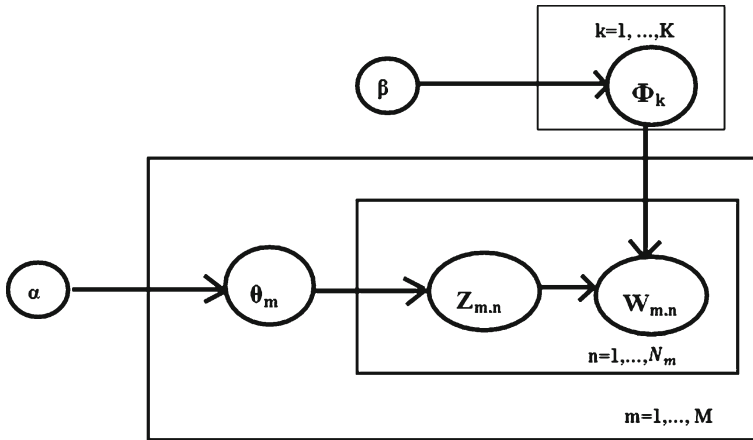 k=1, ...,K
β
Φk
α
θm
Zm,n
Wm,n
n=1,...,Nm
m=1,..., M